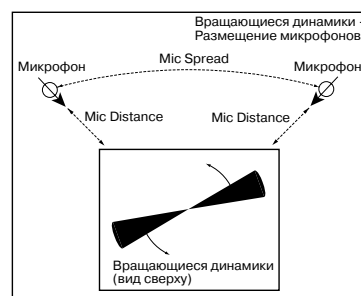 Вращающиеся динамики -
Размещение микрофонов
Mic Spread
Микрофон
Микрофон
Mic Distance
Mic Distance
Вращающиеся динамики
(вид сверху)